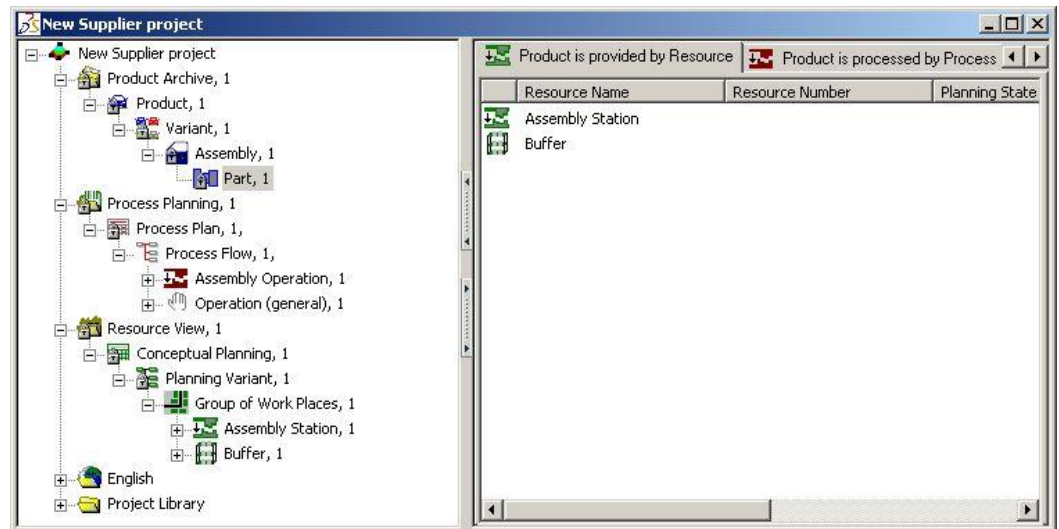 New Supplier project
New Supplier project
Product Archive, 1
Product, 1
Variant, 1
Assembly, 1
Part, 1
Process Planning, 1
Process Plan, 1,
Process Flow, 1,
Assembly Operation, 1
Operation (general), 1
Resource View, 1
Conceptual Planning, 1
Planning Variant, 1
Group of Work Places, 1
Assembly Station, 1
Buffer, 1
English
Project Library
Product is provided by Resource Product is processed by Process
Resource Name Resource Number Planning State
Assembly Station
Buffer